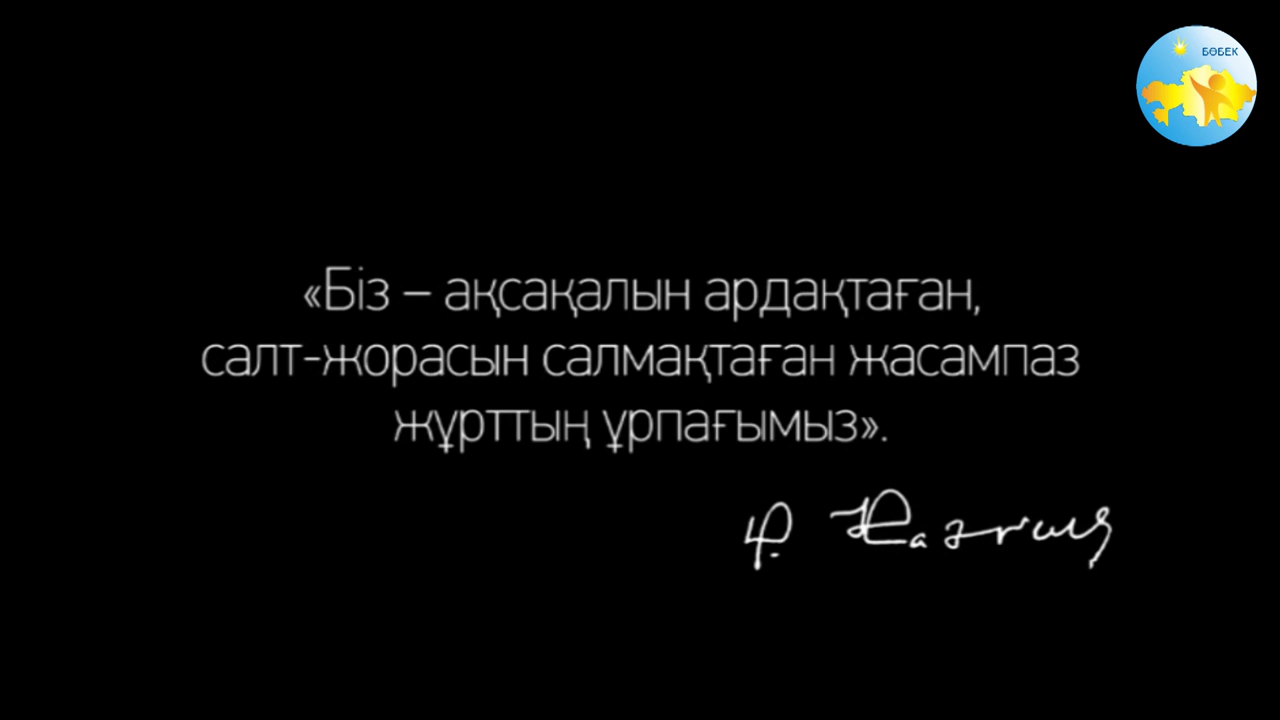 БӨБЕК
«Біз – ақсақалын ардақтаған,
салт-жорасын салмақтаған жасампаз
жұрттың ұрпағымыз».